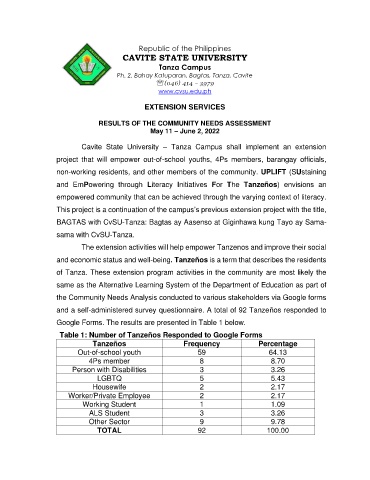 Republic of the Philippines
CAVITE STATE UNIVERSITY
Tanza Campus
Ph. 2, Bahay Katuparan, Bagtas, Tanza, Cavite
☏(046) 414 – 3979
www.cvsu.edu.ph
EXTENSION SERVICES
RESULTS OF THE COMMUNITY NEEDS ASSESSMENT
May 11 – June 2, 2022
Cavite State University – Tanza Campus shall implement an extension
project that will empower out-of-school youths, 4Ps members, barangay officials,
non-working residents, and other members of the community. UPLIFT (SUstaining
and EmPowering through Literacy Initiatives For The Tanzeños) envisions an
empowered community that can be achieved through the varying context of literacy.
This project is a continuation of the campus's previous extension project with the title,
BAGTAS with CvSU-Tanza: Bagtas ay Aasenso at Giginhawa kung Tayo ay Sama-
sama with CvSU-Tanza.
The extension activities will help empower Tanzenos and improve their social
and economic status and well-being. Tanzeños is a term that describes the residents
of Tanza. These extension program activities in the community are most likely the
same as the Alternative Learning System of the Department of Education as part of
the Community Needs Analysis conducted to various stakeholders via Google forms
and a self-administered survey questionnaire. A total of 92 Tanzeños responded to
Google Forms. The results are presented in Table 1 below.
Table 1: Number of Tanzeños Responded to Google Forms
Tanzeños Frequency Percentage
Out-of-school youth 59 64.13
4Ps member 8 8.70
Person with Disabilities 3 3.26
LGBTQ 5 5.43
Housewife 2 2.17
Worker/Private Employee 2 2.17
Working Student 1 1.09
ALS Student 3 3.26
Other Sector 9 9.78
TOTAL 92 100.00